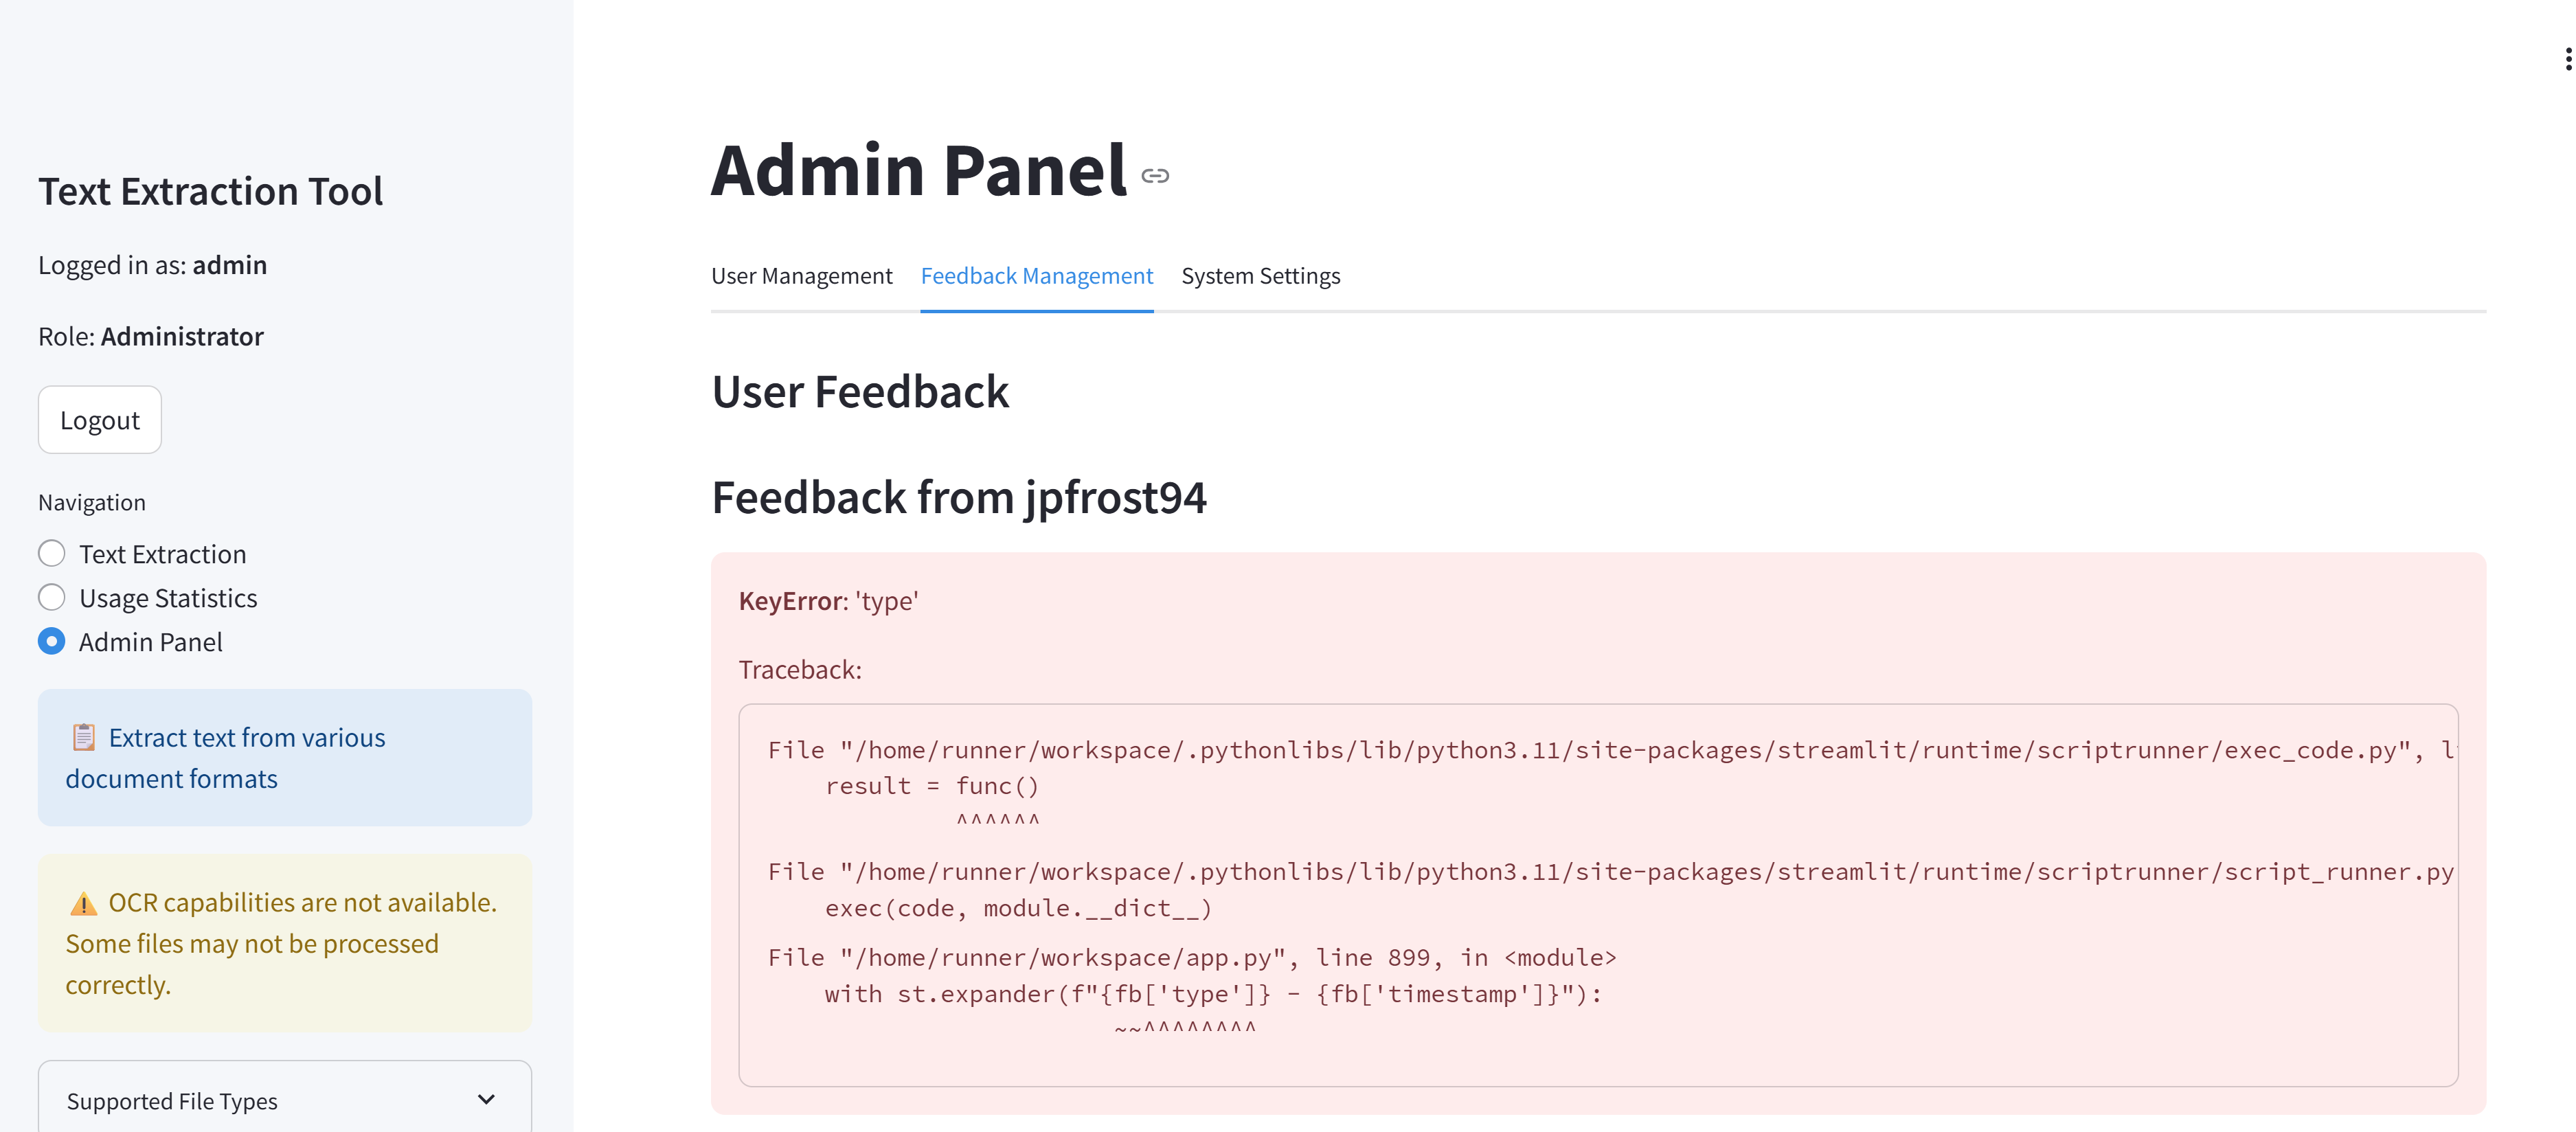 Text Extraction Tool
Logged in as: admin
Role: Administrator
Logout
Navigation
Text Extraction
Usage Statistics
Admin Panel
📋 Extract text from various
document formats
⚠️ OCR capabilities are not available.
Some files may not be processed
correctly.
Supported File Types
Admin Panel
User Management Feedback Management System Settings
User Feedback
Feedback from jpfrost94
KeyError: 'type'
Traceback:
File "/home/runner/workspace/.pythonlibs/lib/python3.11/site-packages/streamlit/runtime/scriptrunner/exec_code.py",
    result = func()
             ^^^^^^
File "/home/runner/workspace/.pythonlibs/lib/python3.11/site-packages/streamlit/runtime/scriptrunner/script_runner.py
    exec(code, module.__dict__)
File "/home/runner/workspace/app.py", line 899, in <module>
    with st.expander(f"{fb['type']} - {fb['timestamp']}"):
                        ~~^^^^^^^^